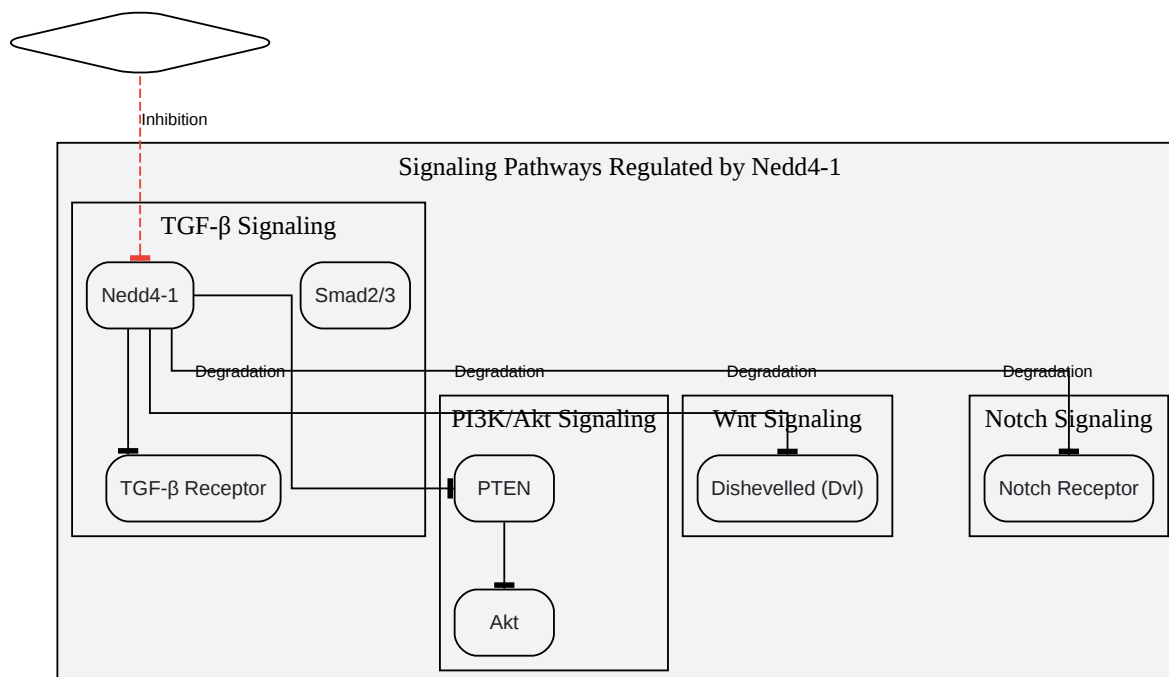 Inhibition
Signaling Pathways Regulated by Nedd4-1
TGF-β Signaling
Nedd4-1
Smad2/3
Degradation
Degradation
Degradation
Degradation
PI3K/Akt Signaling
Wnt Signaling
Notch Signaling
TGF-β Receptor
PTEN
Dishevelled (Dvl)
Notch Receptor
Akt